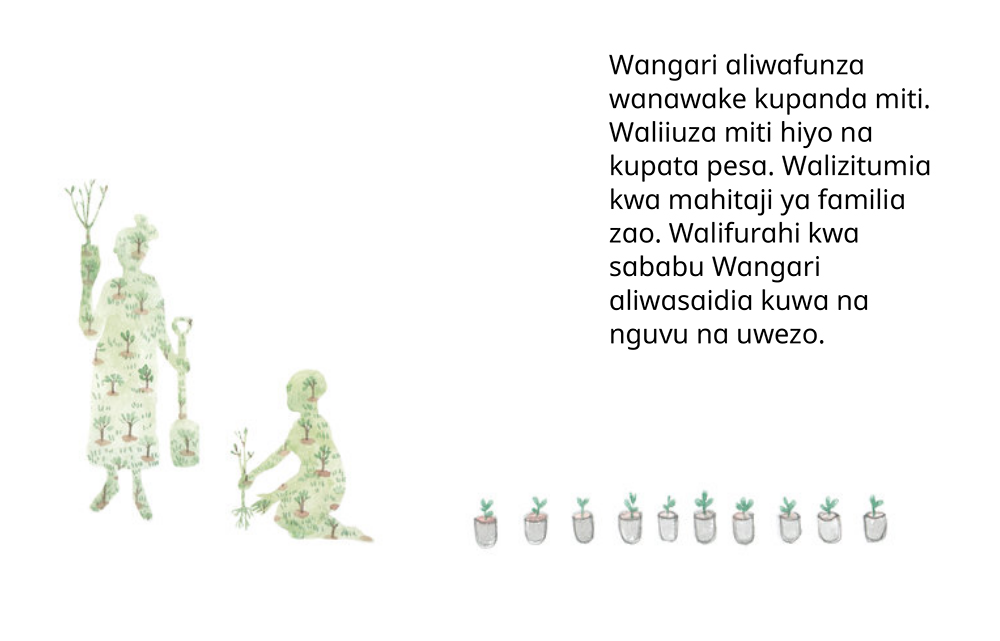 Wangari aliwafunza
wanawake kupanda miti.
Waliiuza miti hiyo na
kupata pesa. Walizitumia
kwa mahitaji ya familia
zao. Walifurahi kwa
sababu Wangari
aliwasaidia kuwa na
nguvu na uwezo.